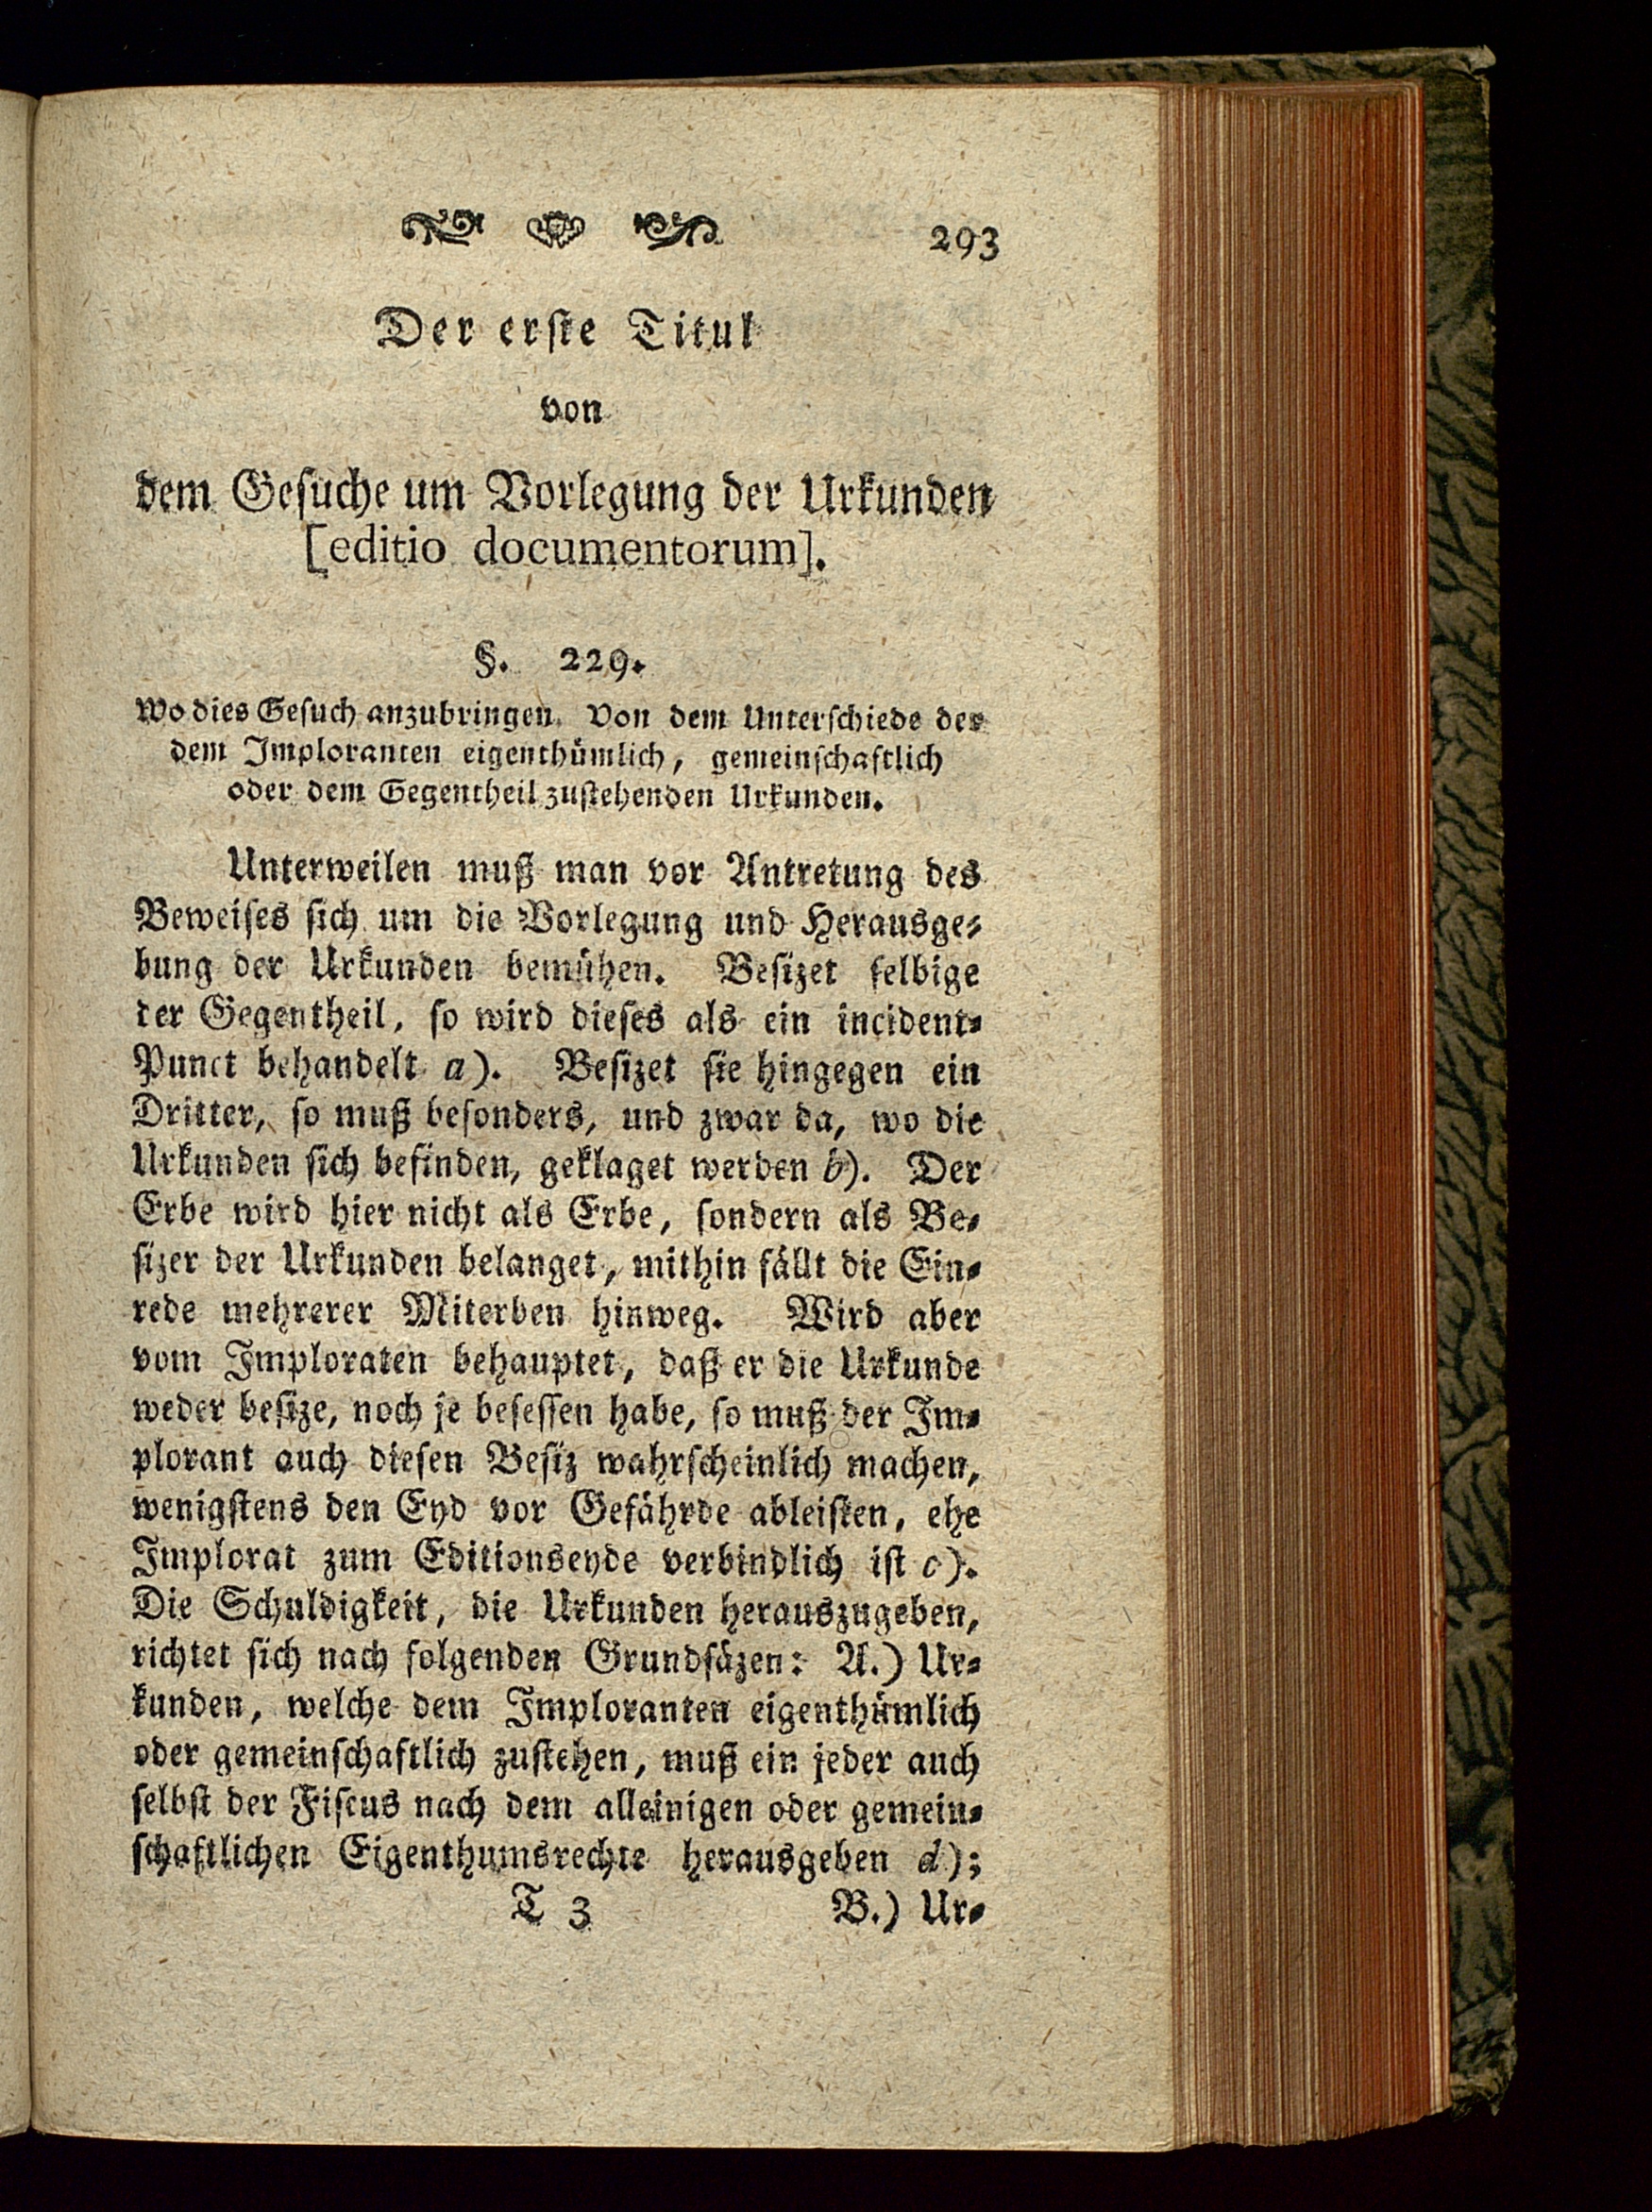 293
Der erſte Titul
von
dem Geſuche um Vorlegung der Urkunden
[editio documentorum].
§. 229.
Wo dies Geſuch anzubringen. Von dem Unterſchiede der
dem Imploranten eigenthümlich, gemeinſchaftlich
oder dem Gegentheil zuſtehenden Urkunden.
Unterweilen muß man vor Antretung des
Beweiſes ſich um die Vorlegung und Herausge-
bung der Urkunden bemühen. Beſizet ſelbige
der Gegentheil, ſo wird dieſes als ein incident-
Punct behandelt a). Beſizet ſie hingegen ein
Dritter, ſo muß beſonders, und zwar da, wo die
Urkunden ſich befinden, geklaget werden b). Der
Erbe wird hier nicht als Erbe, ſondern als Be-
ſizer der Urkunden belanget, mithin fällt die Ein-
rede mehrerer Miterben hinweg. Wird aber
vom Imploraten behauptet, daß er die Urkunde
weder beſize, noch je beſeſſen habe, ſo muß der Im-
plorant auch dieſen Beſiz wahrſcheinlich machen,
wenigſtens den Eyd vor Gefährde ableiſten, ehe
Implorat zum Editionseyde verbindlich iſt c).
Die Schuldigkeit, die Urkunden herauszugeben,
richtet ſich nach folgenden Grundſäzen: A.) Ur-
kunden, welche dem Imploranten eigenthümlich
oder gemeinſchaftlich zuſtehen, muß ein jeder auch
ſelbſt der Fiſcus nach dem alleinigen oder gemein-
ſchaftlichen Eigenthumsrechte herausgeben d);
T 3 B.) Ur-